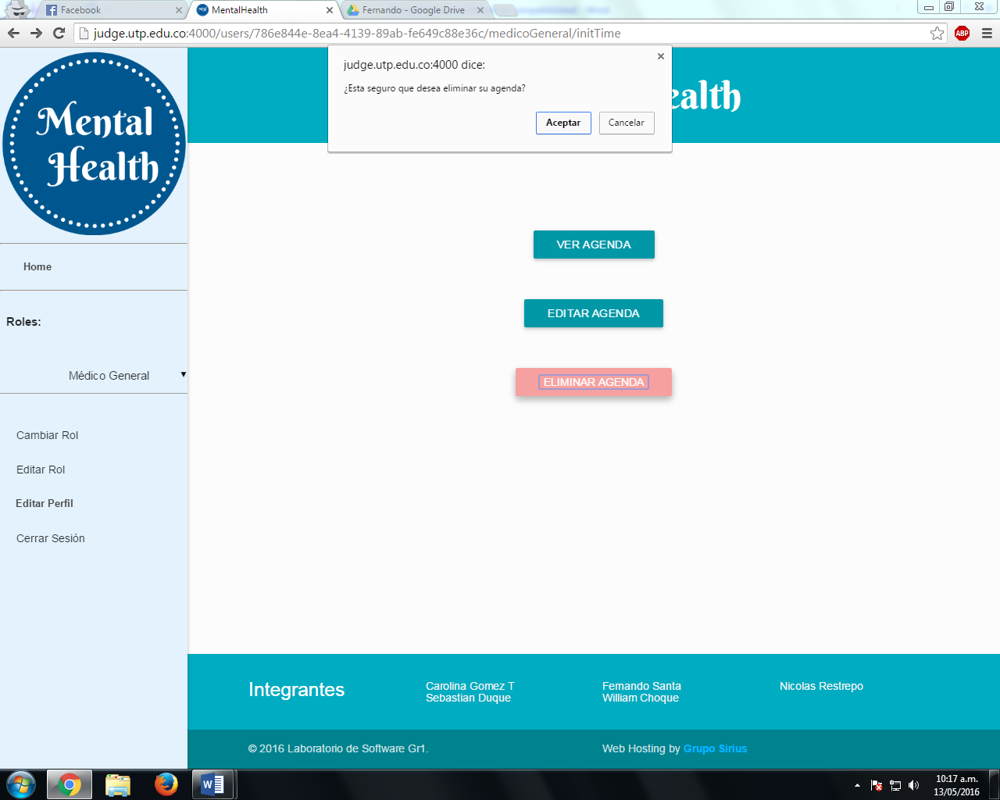 Facebook
MentalHealth
Fernando - Google Drive
judge.utp.edu.co:4000/users/786e844e-8ea4-4139-89ab-fe649c88e36c/medicoGeneral/initTime
ABP
judge.utp.edu.co:4000 dice:
¿Esta seguro que desea eliminar su agenda?
Aceptar
Cancelar
ealth
Mental
Health
Home
Roles:
Médico General
Cambiar Rol
Editar Rol
Editar Perfil
Cerrar Sesión
VER AGENDA
EDITAR AGENDA
ELIMINAR AGENDA
Integrantes
Carolina Gomez T
Sebastian Duque
Fernando Santa
William Choque
Nicolas Restrepo
© 2016 Laboratorio de Software Gr1.
Web Hosting by Grupo Sirius
10:17 a.m.
13/05/2016